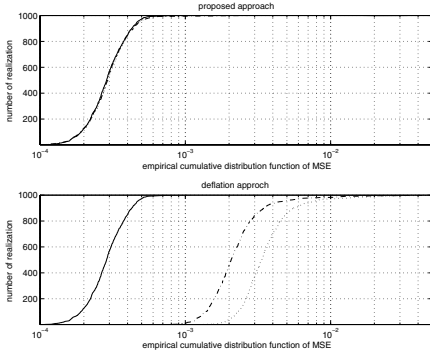 proposed approach
1000
800
600
400
200
number of realization
10⁻⁴
10⁻³
10⁻²
empirical cumulative distribution function of MSE
deflation approch
1000
800
600
400
200
number of realization
10⁻⁴
10⁻³
10⁻²
empirical cumulative distribution function of MSE